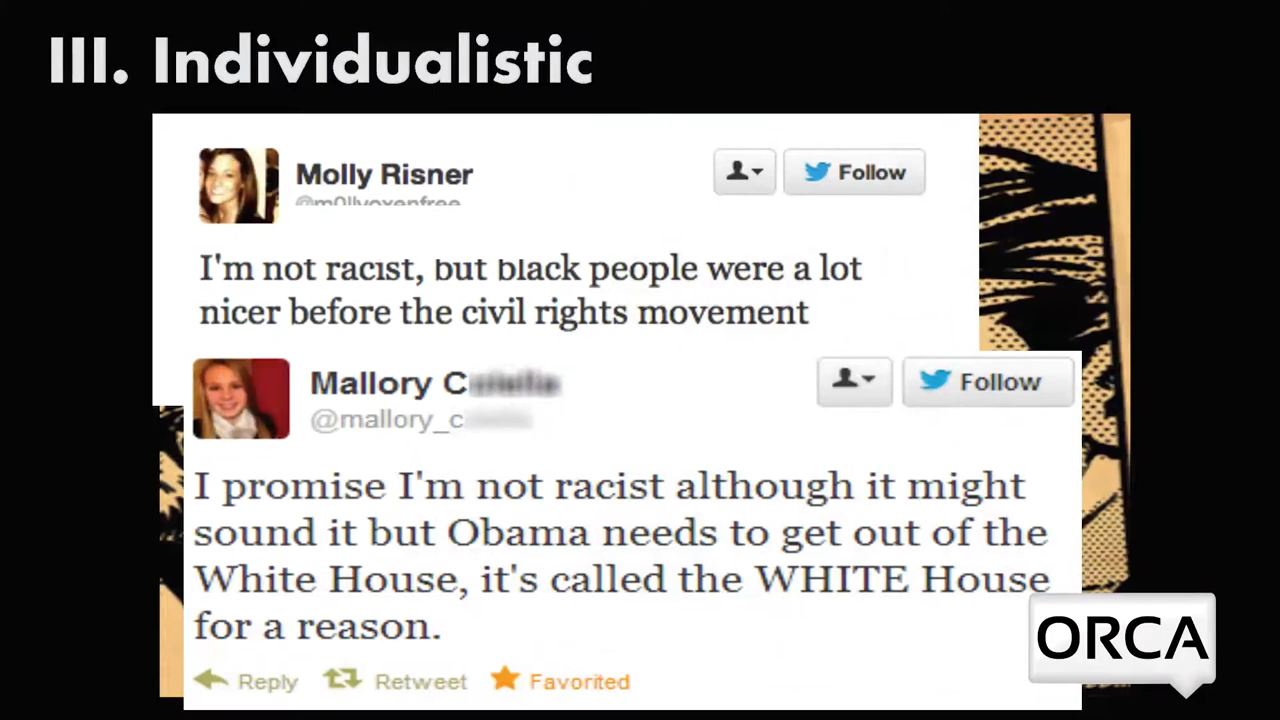 III. Individualistic
Molly Risner
Follow
@m0llyoxenfree
I'm not racist, but black people were a lot
nicer before the civil rights movement
Mallory C
Follow
@mallory_c
I promise I'm not racist although it might
sound it but Obama needs to get out of the
White House, it's called the WHITE House
for a reason.
Reply Retweet Favorited
ORCA